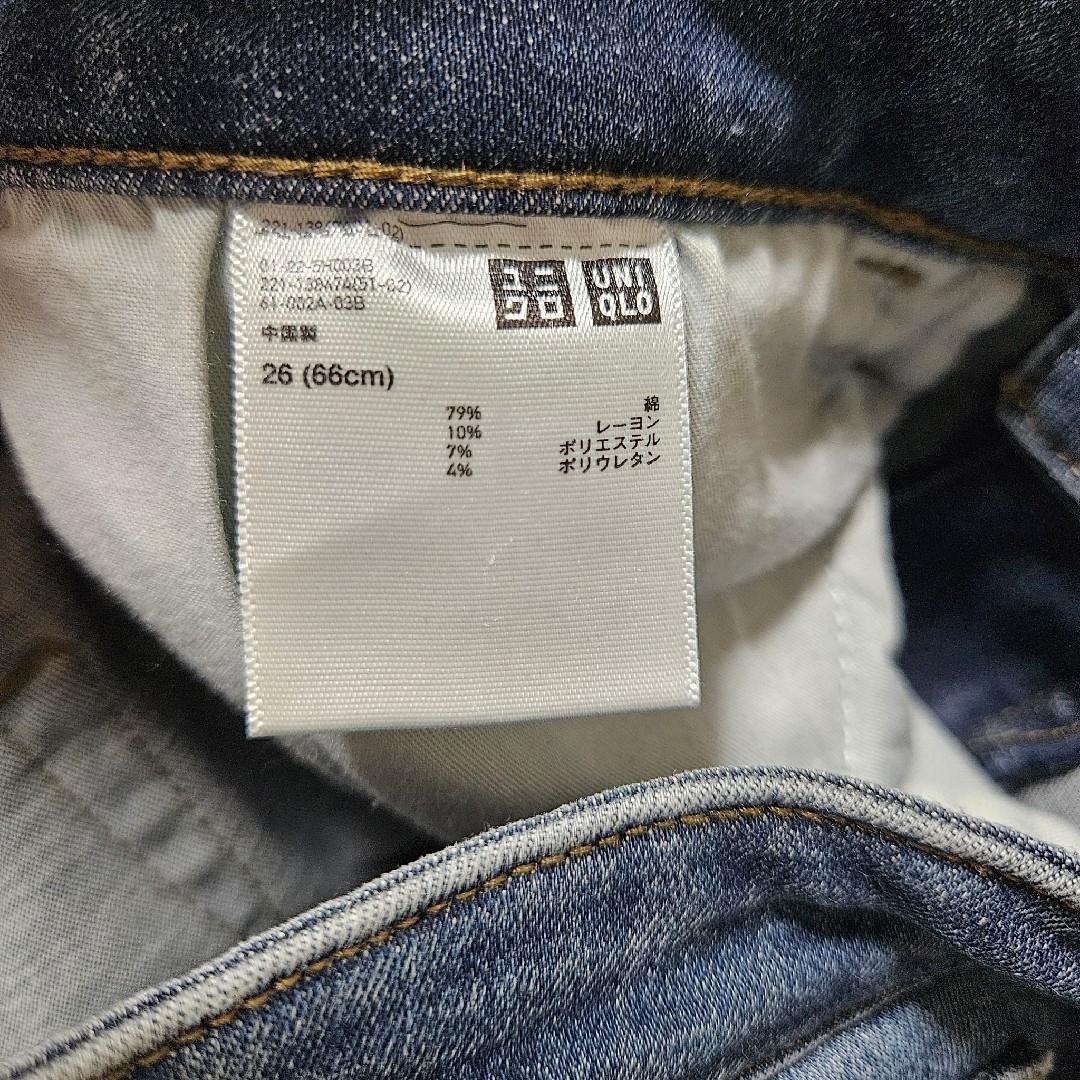 01-22-5H003B
221-138474(51-02)
61-002A-03B
中国製
ユニクロ
UNIQLO
26 (66cm)
79% 綿
10% レーヨン
7% ポリエステル
4% ポリウレタン